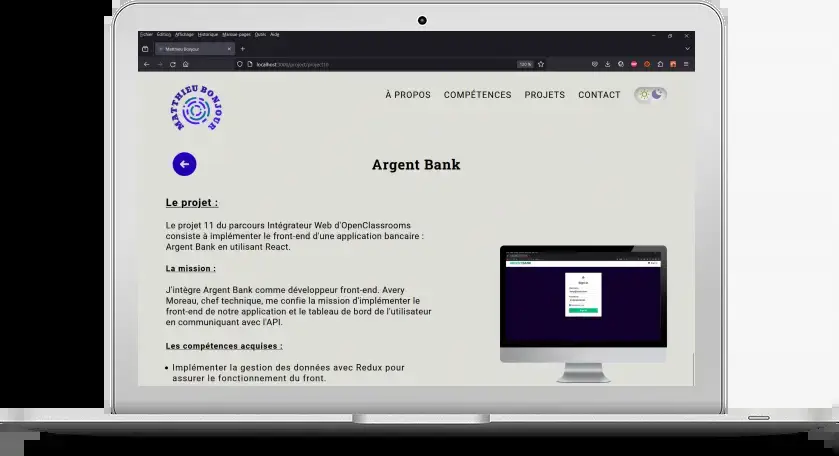 Fichier Édition Affichage Historique Marque-pages Outils Aide
Matthieu Bonjour
localhost:3000/project/project10
100 %
MATTHIEU BONJOUR
À PROPOS COMPÉTENCES PROJETS CONTACT
Argent Bank
Le projet :
Le projet 11 du parcours Intégrateur Web d'OpenClassrooms
consiste à implémenter le front-end d'une application bancaire :
Argent Bank en utilisant React.
La mission :
J'intègre Argent Bank comme développeur front-end. Avery
Moreau, chef technique, me confie la mission d'implémenter le
front-end de notre application et le tableau de bord de l'utilisateur
en communiquant avec l'API.
Les compétences acquises :
• Implémenter la gestion des données avec Redux pour
assurer le fonctionnement du front.